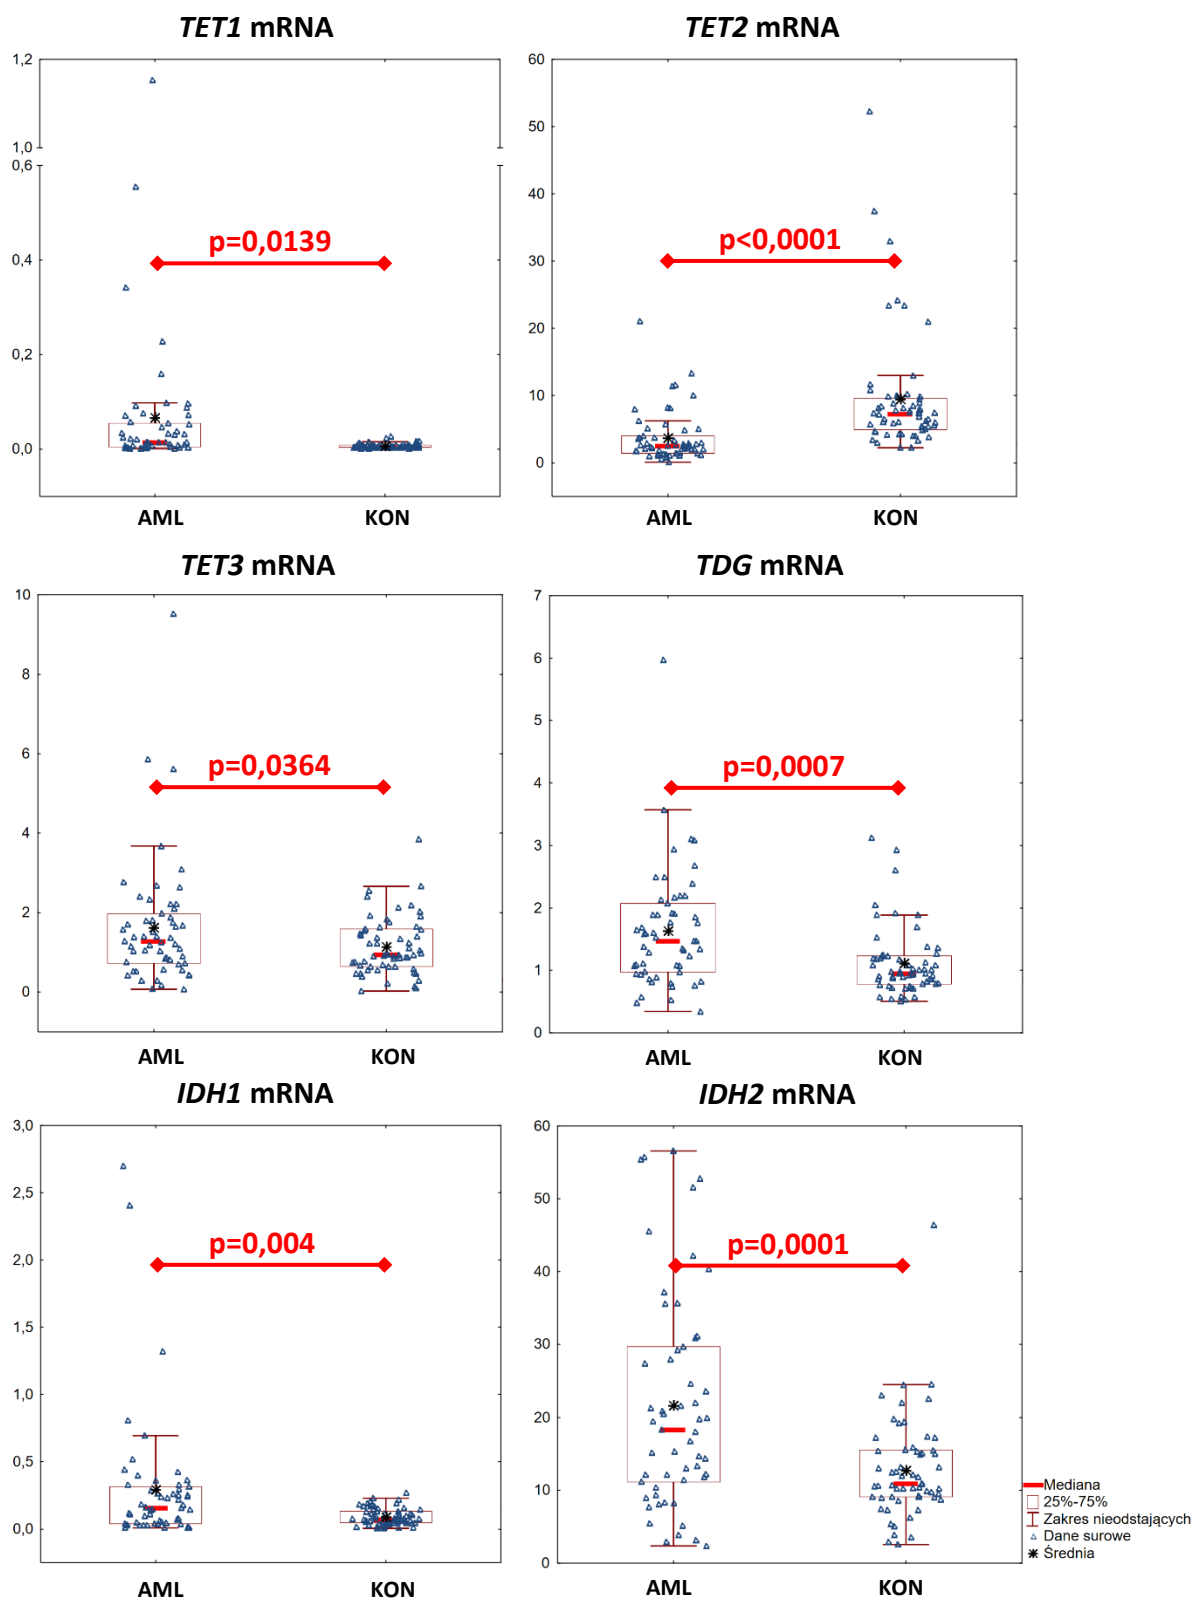 TET1 mRNA
1,2
1,0
0,6
0,4
0,2
0,0
p=0,0139
AML KON
TET2 mRNA
60
50
40
30
20
10
0
p<0,0001
AML KON
TET3 mRNA
10
8
6
4
2
0
p=0,0364
AML KON
TDG mRNA
7
6
5
4
3
2
1
0
p=0,0007
AML KON
IDH1 mRNA
3,0
2,5
2,0
1,5
1,0
0,5
0,0
p=0,004
AML KON
IDH2 mRNA
60
50
40
30
20
10
0
p=0,0001
AML KON
Mediana
25%-75%
Zakres nieodstających
Dane surowe
Średnia